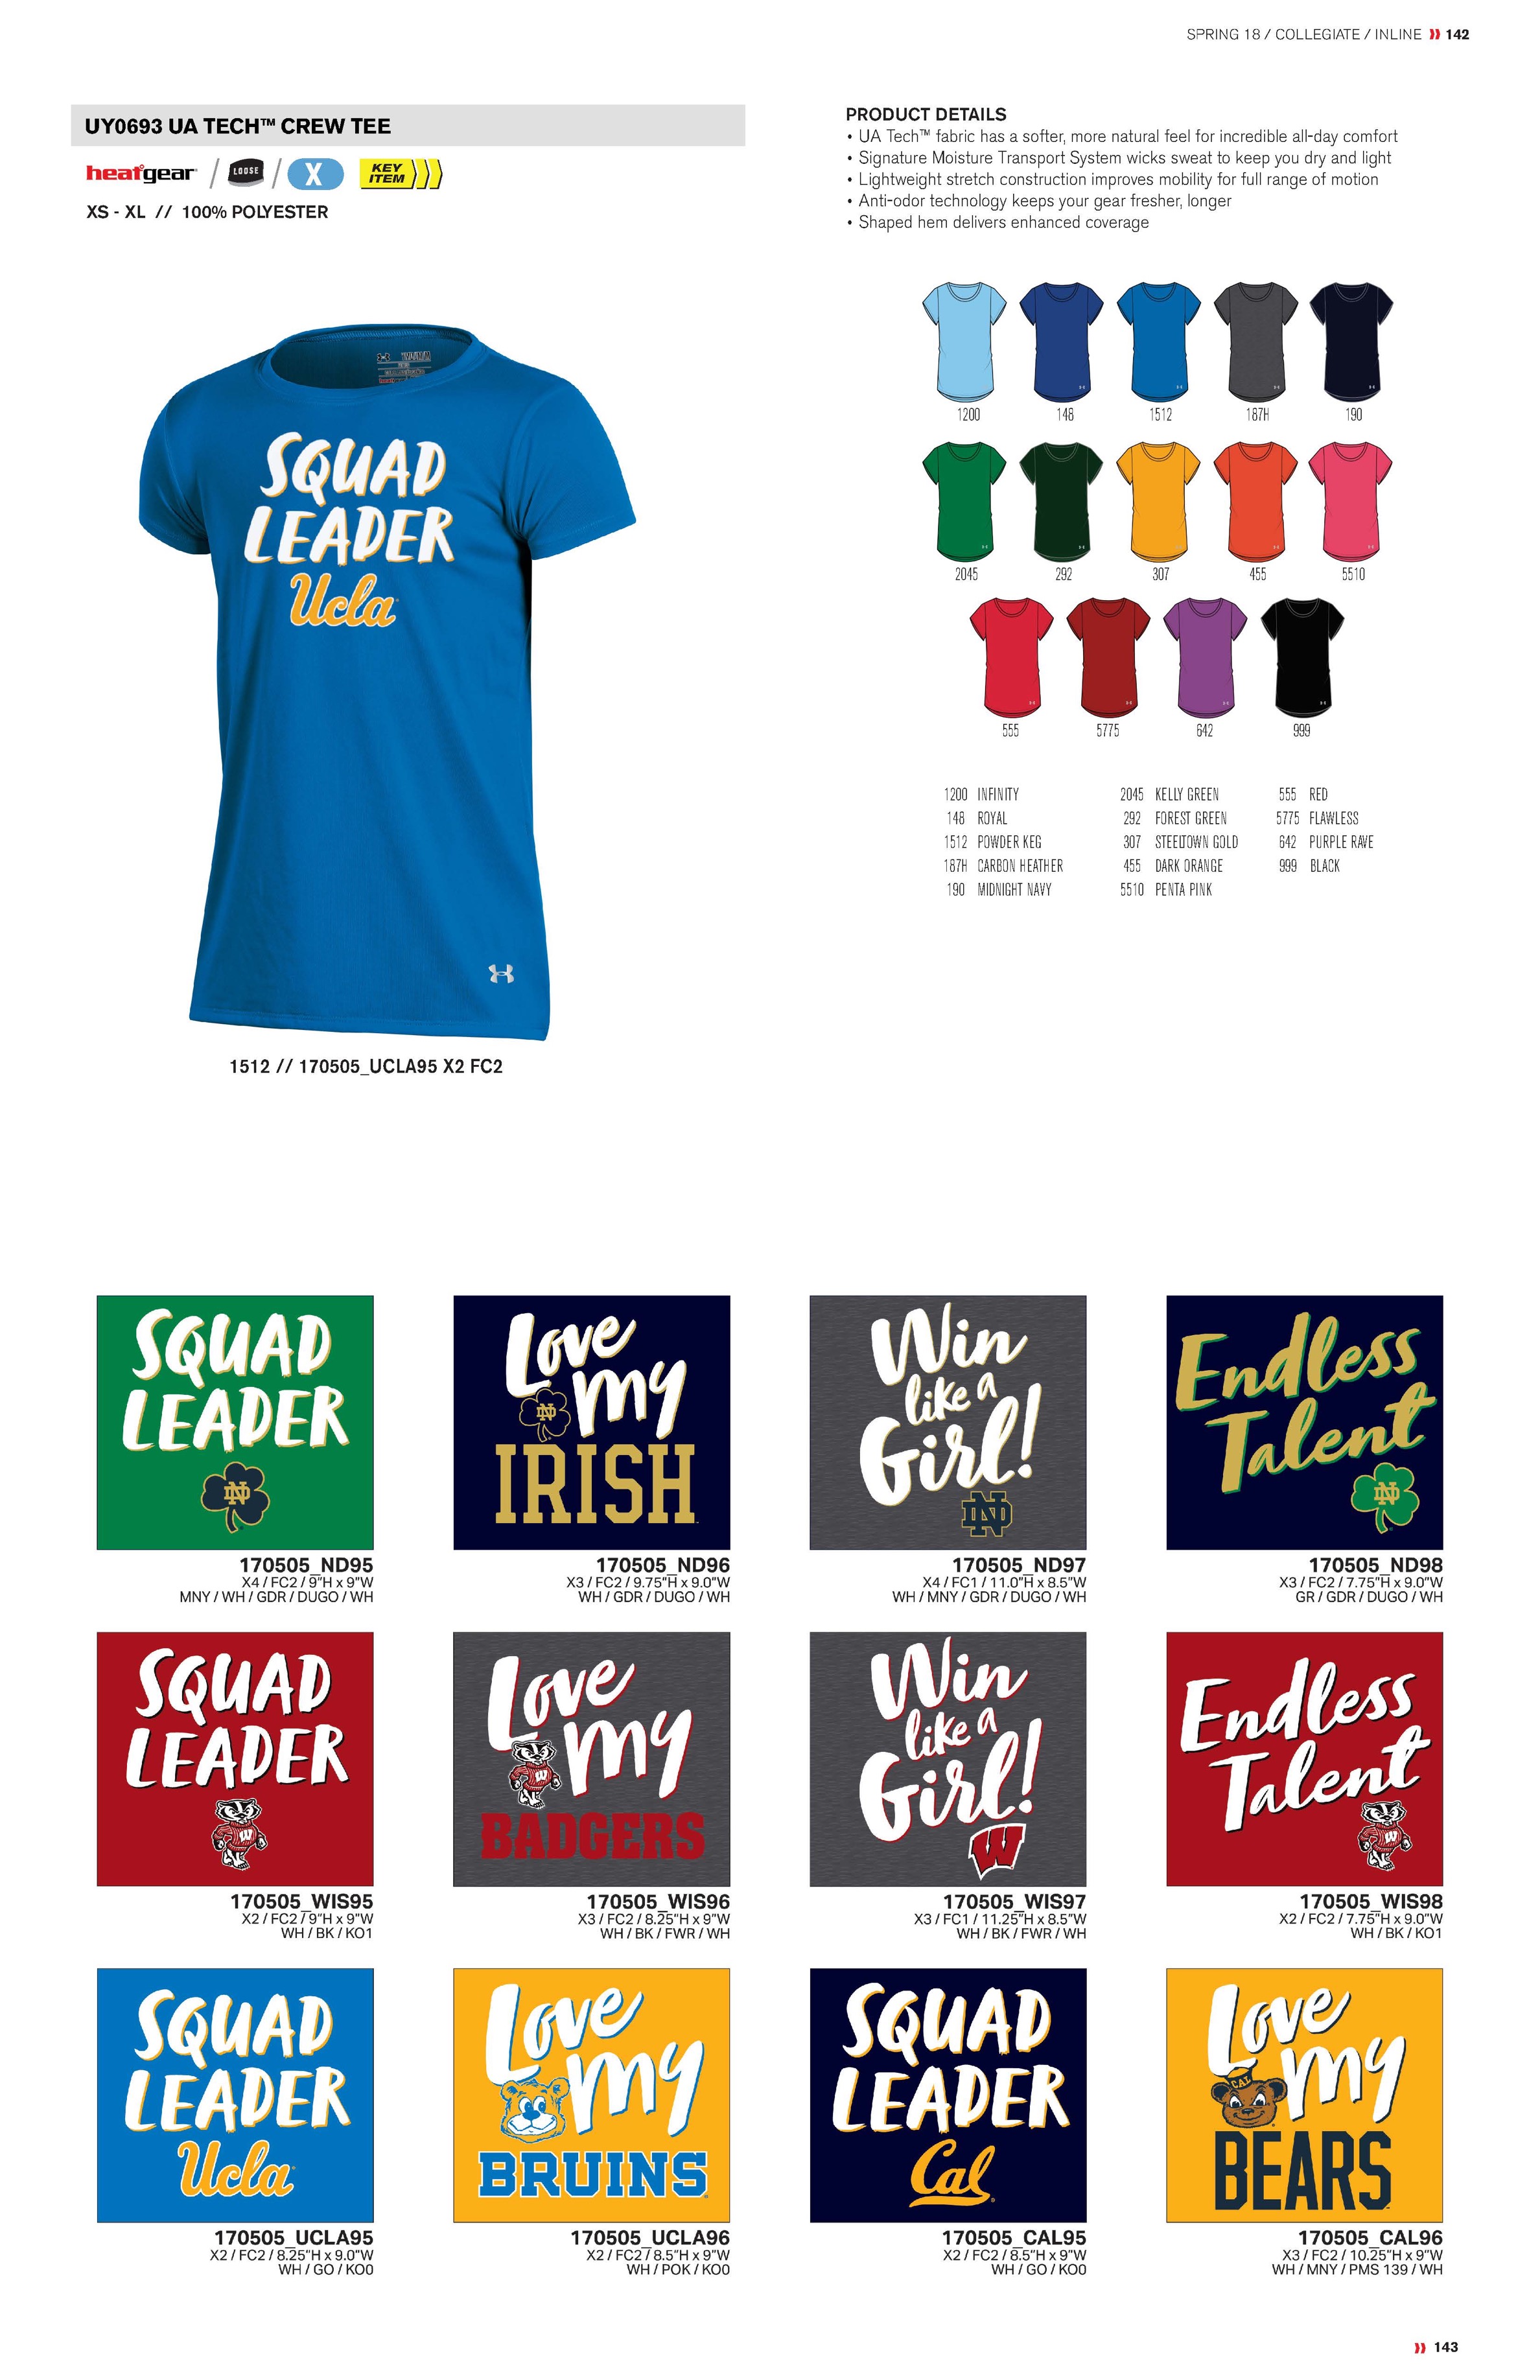 SPRING 18 / COLLEGIATE / INLINE 142
UY0693 UA TECH™ CREW TEE
heatgear / LOOSE / X KEY ITEM
XS - XL // 100% POLYESTER
PRODUCT DETAILS
• UA Tech™ fabric has a softer, more natural feel for incredible all-day comfort
• Signature Moisture Transport System wicks sweat to keep you dry and light
• Lightweight stretch construction improves mobility for full range of motion
• Anti-odor technology keeps your gear fresher, longer
• Shaped hem delivers enhanced coverage
SQUAD
LEADER
Ucla
1512 // 170505_UCLA95 X2 FC2
1200 148 1512 187H 190
2045 292 307 455 5510
555 5775 642 999
1200 INFINITY 2045 KELLY GREEN 555 RED
148 ROYAL 292 FOREST GREEN 5775 FLAWLESS
1512 POWDER KEG 307 STEELTOWN GOLD 642 PURPLE RAVE
187H CARBON HEATHER 455 DARK ORANGE 999 BLACK
190 MIDNIGHT NAVY 5510 PENTA PINK
SQUAD
LEADER
ND
170505_ND95
X4 / FC2 / 9"H x 9"W
MNY / WH / GDR / DUGO / WH
Love
my
ND
IRISH
170505_ND96
X3 / FC2 / 9.75"H x 9.0"W
WH / GDR / DUGO / WH
Win
like a
Girl!
ND
170505_ND97
X4 / FC1 / 11.0"H x 8.5"W
WH / MNY / GDR / DUGO / WH
Endless
Talent
ND
170505_ND98
X3 / FC2 / 7.75"H x 9.0"W
GR / GDR / DUGO / WH
SQUAD
LEADER
W
170505_WIS95
X2 / FC2 / 9"H x 9"W
WH / BK / KO1
Love
my
W
BADGERS
170505_WIS96
X3 / FC2 / 8.25"H x 9"W
WH / BK / FWR / WH
Win
like a
Girl!
W
170505_WIS97
X3 / FC1 / 11.25"H x 8.5"W
WH / BK / FWR / WH
Endless
Talent
W
170505_WIS98
X2 / FC2 / 7.75"H x 9.0"W
WH / BK / KO1
SQUAD
LEADER
Ucla
170505_UCLA95
X2 / FC2 / 8.25"H x 9.0"W
WH / GO / KO0
Love
my
BRUINS
170505_UCLA96
X2 / FC2 / 8.5"H x 9"W
WH / POK / KO0
SQUAD
LEADER
Cal
170505_CAL95
X2 / FC2 / 8.5"H x 9"W
WH / GO / KO0
Love
my
CAL
BEARS
170505_CAL96
X3 / FC2 / 10.25"H x 9"W
WH / MNY / PMS 139 / WH
143